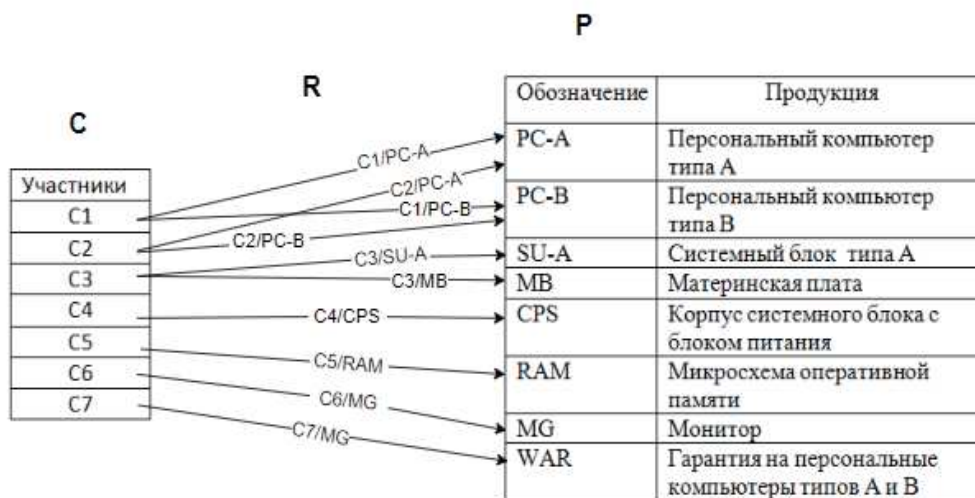 P
R
C
Участники
C1
C2
C3
C4
C5
C6
C7
C1/PC-A
C2/PC-A
C1/PC-B
C2/PC-B
C3/SU-A
C3/MB
C4/CPS
C5/RAM
C6/MG
C7/MG
Обозначение Продукция
PC-A Персональный компьютер
типа А
PC-B Персональный компьютер
типа В
SU-A Системный блок типа А
MB Материнская плата
CPS Корпус системного блока с
блоком питания
RAM Микросхема оперативной
памяти
MG Монитор
WAR Гарантия на персональные
компьютеры типов А и В